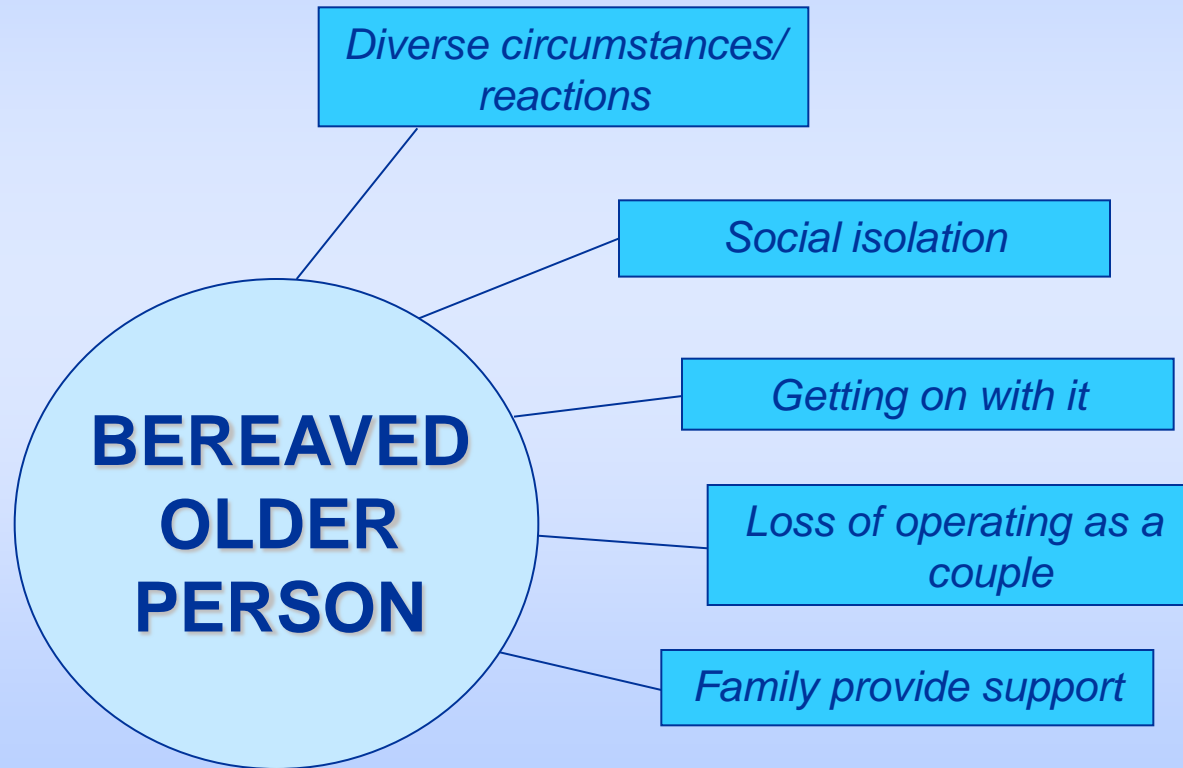 Diverse circumstances/
reactions
Social isolation
Getting on with it
BEREAVED
OLDER
PERSON
Loss of operating as a
couple
Family provide support